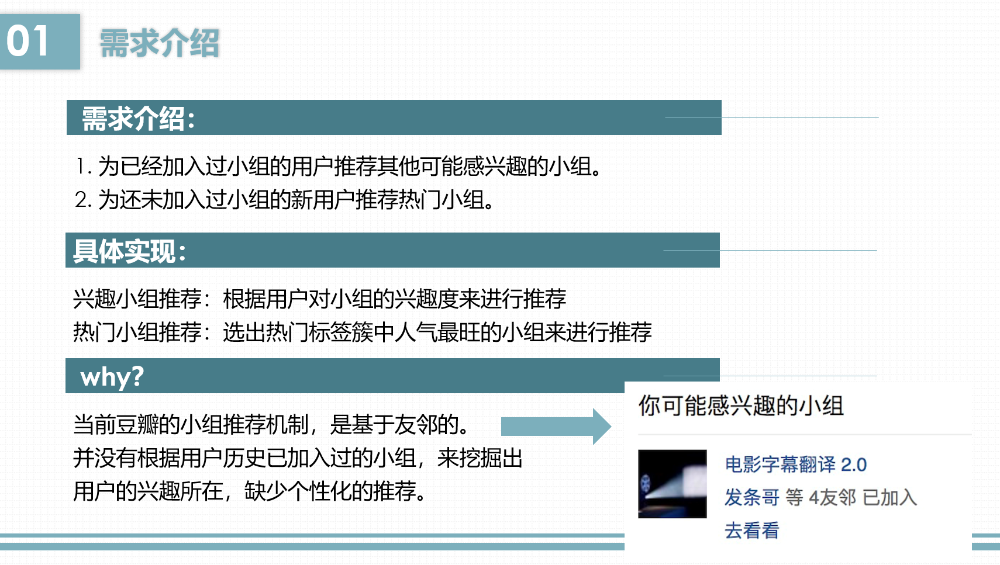 01
需求介绍
需求介绍：
1. 为已经加入过小组的用户推荐其他可能感兴趣的小组。
2. 为还未加入过小组的新用户推荐热门小组。
具体实现：
兴趣小组推荐：根据用户对小组的兴趣度来进行推荐
热门小组推荐：选出热门标签簇中人气最旺的小组来进行推荐
why?
当前豆瓣的小组推荐机制，是基于友邻的。
并没有根据用户历史已加入过的小组，来挖掘出
用户的兴趣所在，缺少个性化的推荐。
你可能感兴趣的小组
电影字幕翻译 2.0
发条哥 等 4友邻 已加入
去看看